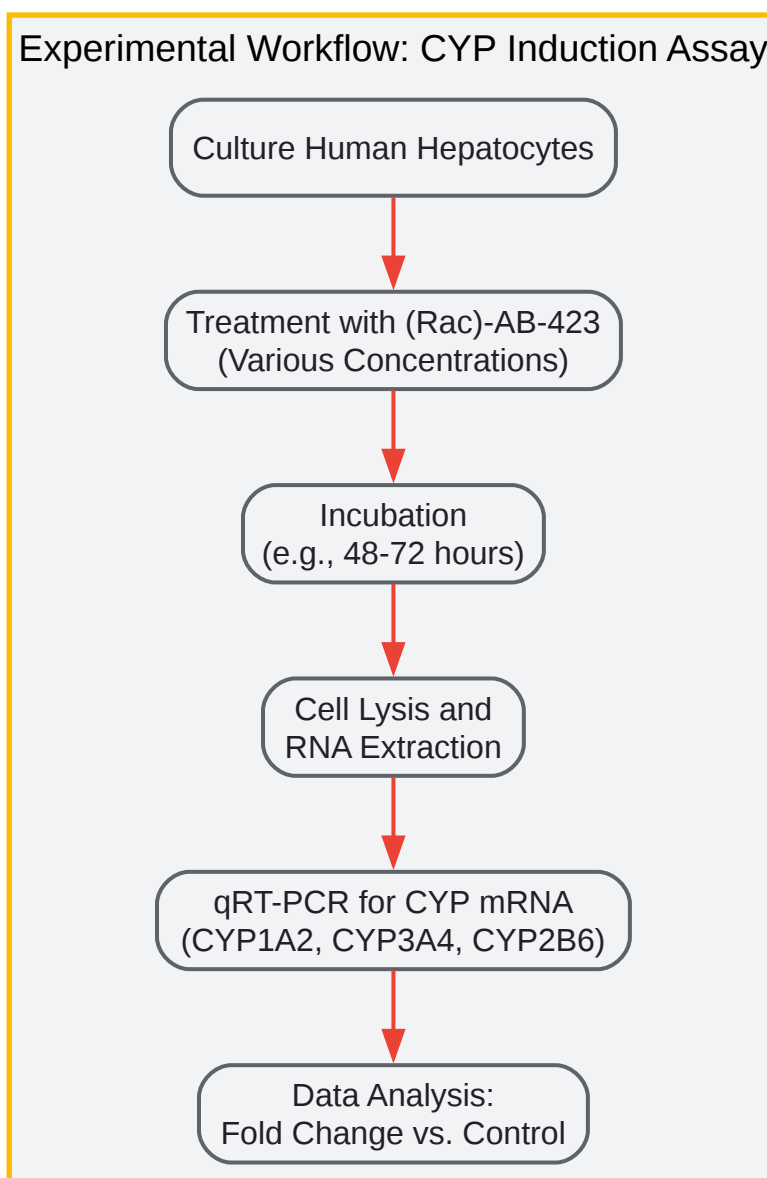 Experimental Workflow: CYP Induction Assay
Culture Human Hepatocytes
Treatment with (Rac)-AB-423
(Various Concentrations)
Incubation
(e.g., 48-72 hours)
Cell Lysis and
RNA Extraction
qRT-PCR for CYP mRNA
(CYP1A2, CYP3A4, CYP2B6)
Data Analysis:
Fold Change vs. Control